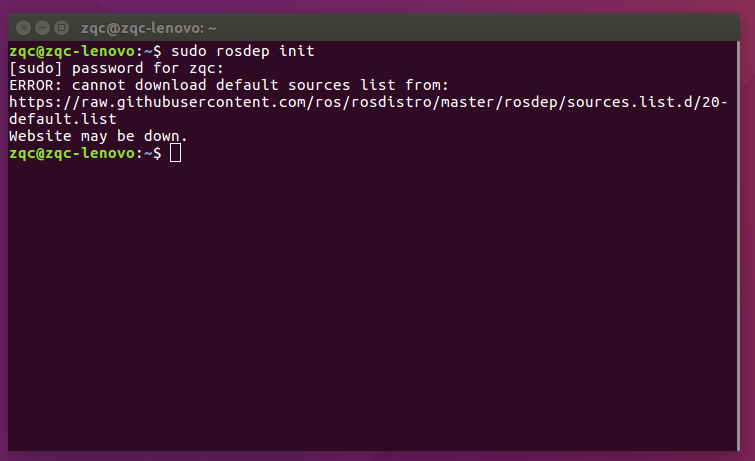 zqc@zqc-lenovo: ~
zqc@zqc-lenovo:~$ sudo rosdep init
[sudo] password for zqc:
ERROR: cannot download default sources list from:
https://raw.githubusercontent.com/ros/rosdistro/master/rosdep/sources.list.d/20-
default.list
Website may be down.
zqc@zqc-lenovo:~$